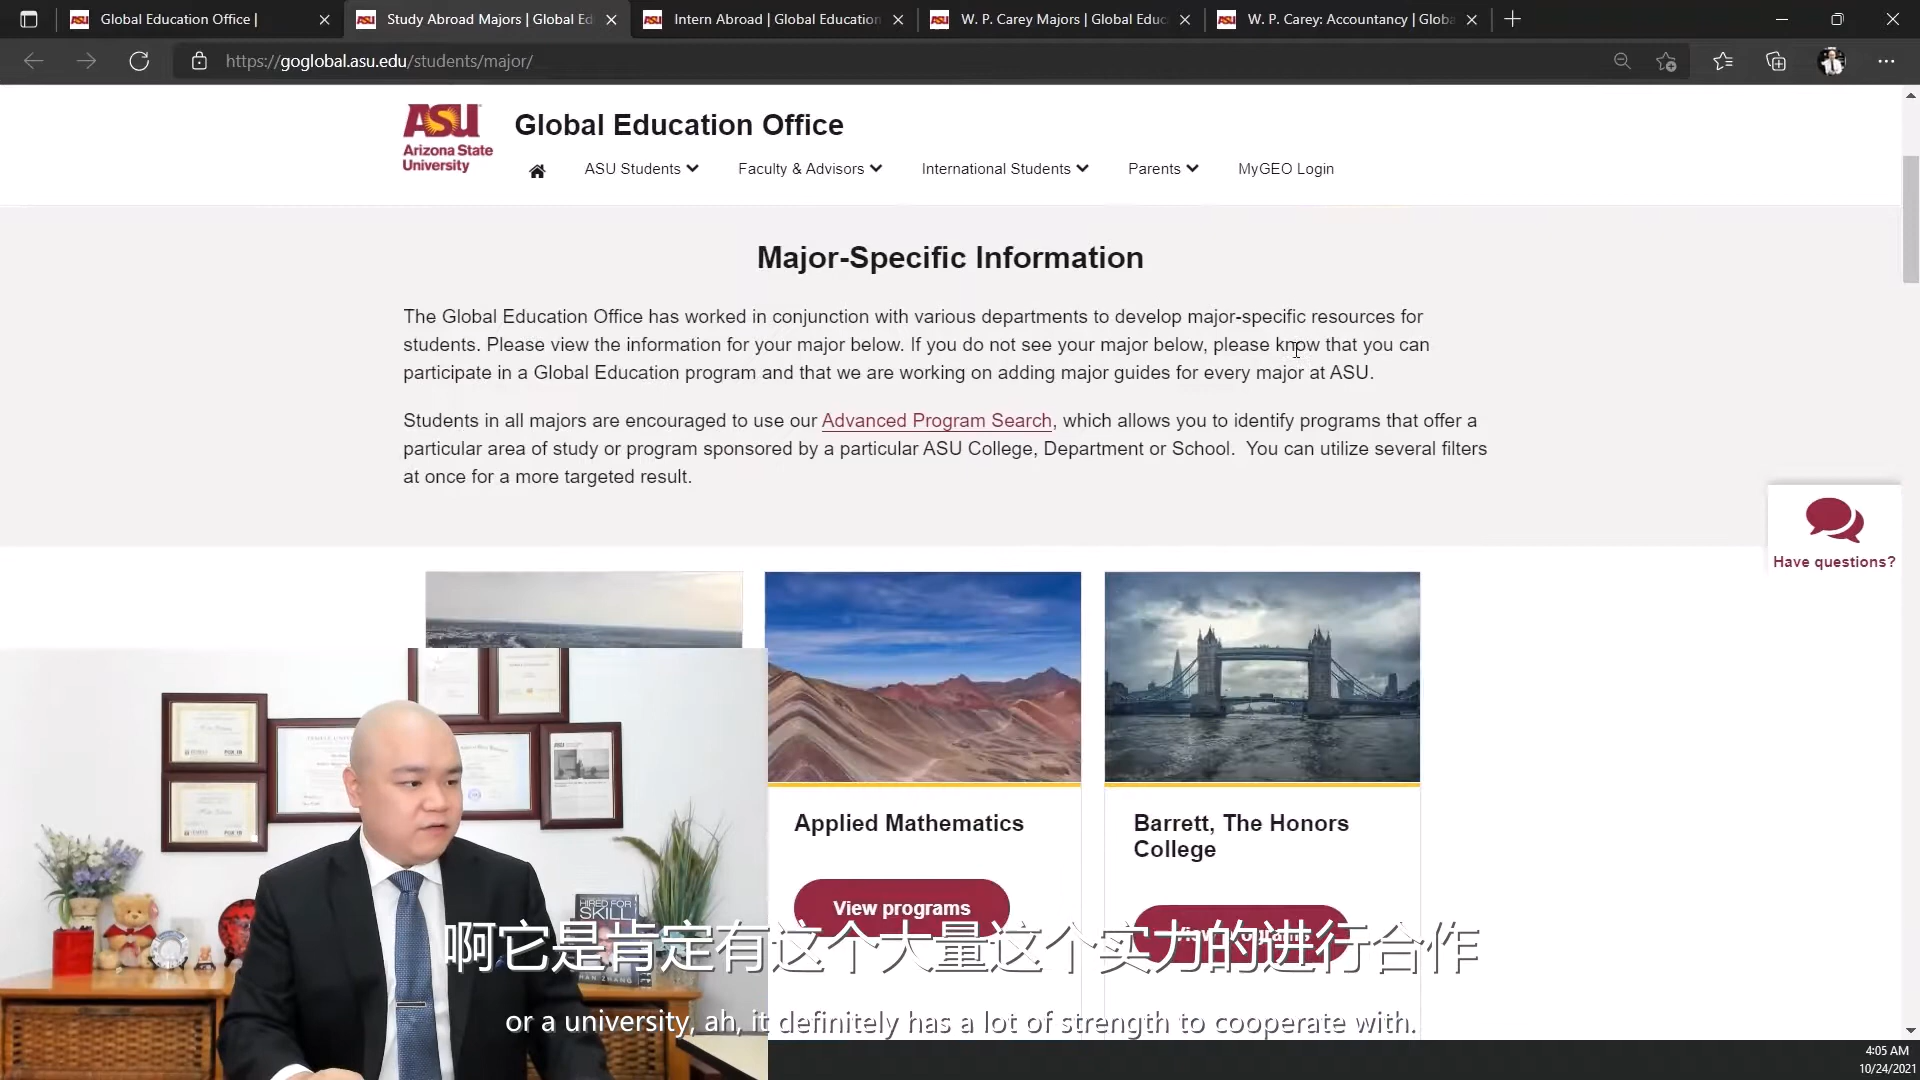 Global Education Office |
Study Abroad Majors | Global Ed
Intern Abroad | Global Education
W. P. Carey Majors | Global Educ
W. P. Carey: Accountancy | Globa
https://goglobal.asu.edu/students/major/
ASU
Arizona State
University
Global Education Office
ASU Students
Faculty & Advisors
International Students
Parents
MyGEO Login
Major-Specific Information
The Global Education Office has worked in conjunction with various departments to develop major-specific resources for
students. Please view the information for your major below. If you do not see your major below, please know that you can
participate in a Global Education program and that we are working on adding major guides for every major at ASU.
Students in all majors are encouraged to use our Advanced Program Search, which allows you to identify programs that offer a
particular area of study or program sponsored by a particular ASU College, Department or School.  You can utilize several filters
at once for a more targeted result.
Have questions?
Applied Mathematics
View programs
Barrett, The Honors
College
HIRED FOR
SKILL
啊它是肯定有这个大量这个实力的进行合作
or a university, ah, it definitely has a lot of strength to cooperate with.
4:05 AM
10/24/2021